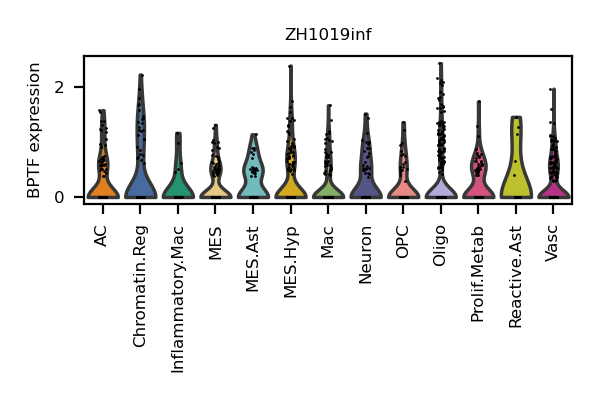 ZH1019inf
BPTF expression
2
0
AC
Chromatin.Reg
Inflammatory.Mac
MES
MES.Ast
MES.Hyp
Mac
Neuron
OPC
Oligo
Prolif.Metab
Reactive.Ast
Vasc